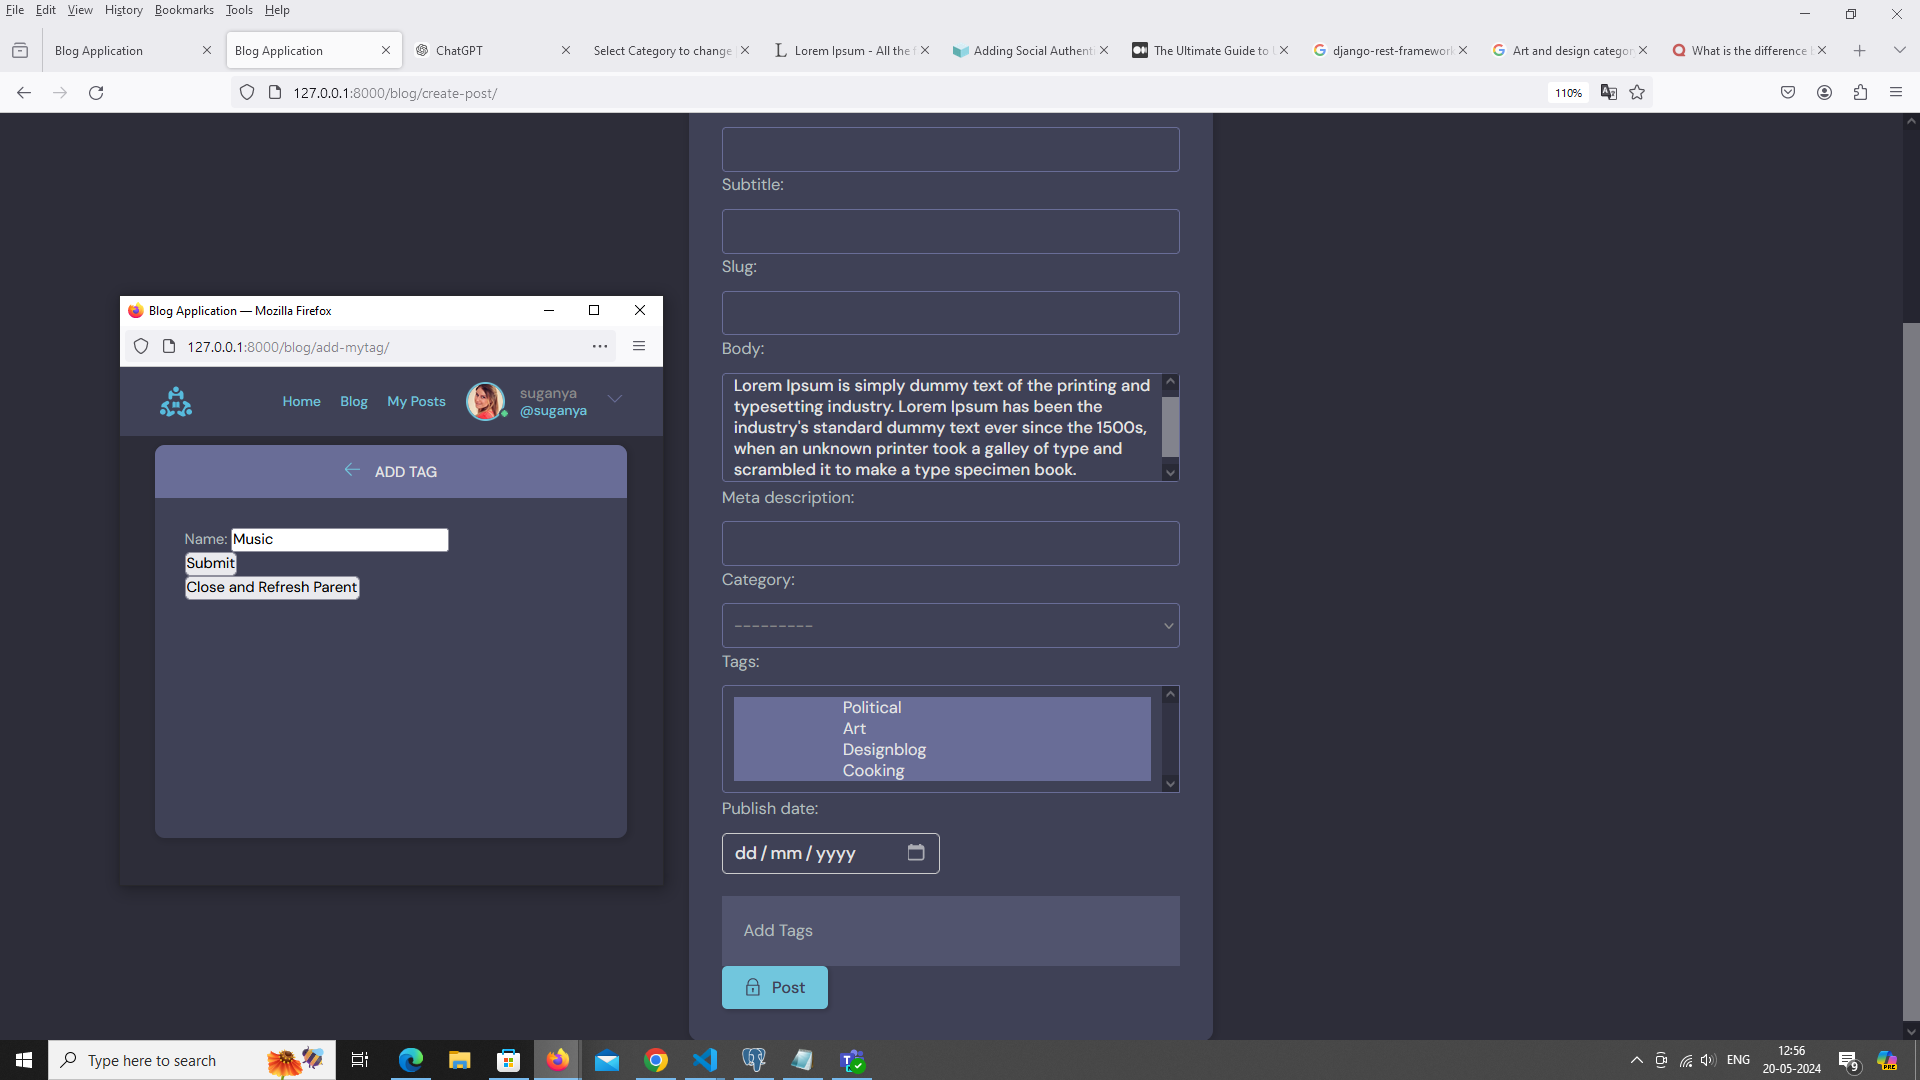 File Edit View History Bookmarks Tools Help
Blog Application
Blog Application
ChatGPT
Select Category to change
Lorem Ipsum - All the f
Adding Social Authenti
The Ultimate Guide to
django-rest-framework
Art and design categor
What is the difference
127.0.0.1:8000/blog/create-post/
110%
Subtitle:
Slug:
Body:
Lorem Ipsum is simply dummy text of the printing and
typesetting industry. Lorem Ipsum has been the
industry's standard dummy text ever since the 1500s,
when an unknown printer took a galley of type and
scrambled it to make a type specimen book.
Meta description:
Category:
---------
Tags:
Political
Art
Designblog
Cooking
Publish date:
dd / mm / yyyy
Add Tags
Post
Blog Application — Mozilla Firefox
127.0.0.1:8000/blog/add-mytag/
Home Blog My Posts
suganya
@suganya
ADD TAG
Name: Music
Submit
Close and Refresh Parent
Type here to search
ENG
12:56
20-05-2024
9
PRE